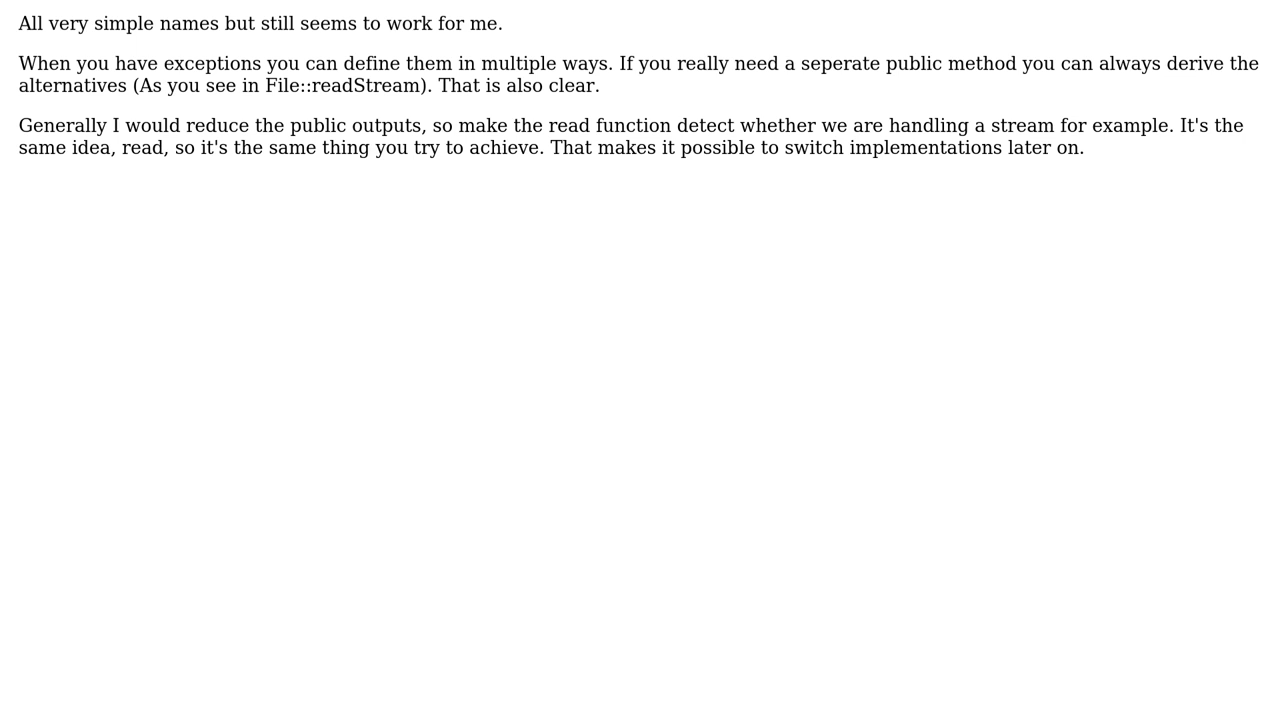 All very simple names but still seems to work for me.
When you have exceptions you can define them in multiple ways. If you really need a seperate public method you can always derive the
alternatives (As you see in File::readStream). That is also clear.
Generally I would reduce the public outputs, so make the read function detect whether we are handling a stream for example. It's the
same idea, read, so it's the same thing you try to achieve. That makes it possible to switch implementations later on.